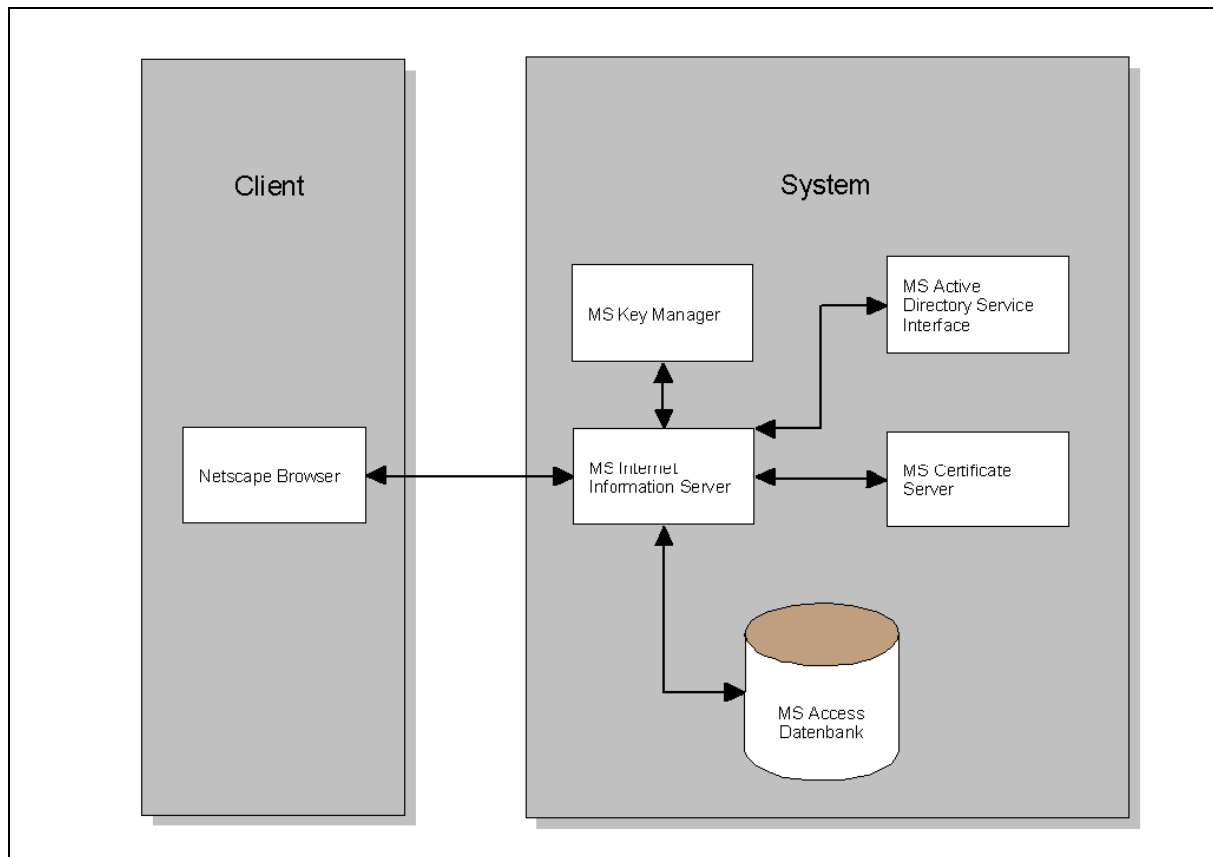 Client
System
MS Key Manager
MS Active
Directory Service
Interface
Netscape Browser
MS Internet
Information Server
MS Certificate
Server
MS Access
Datenbank